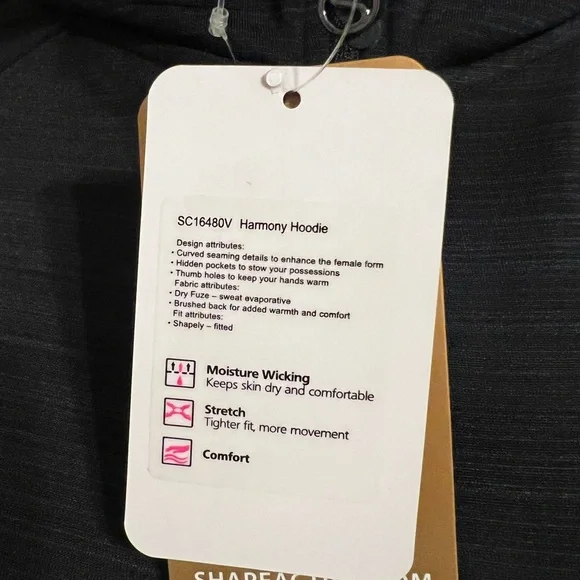 SC16480V Harmony Hoodie
Design attributes:
• Curved seaming details to enhance the female form
• Hidden pockets to stow your possessions
• Thumb holes to keep your hands warm
Fabric attributes:
• Dry Fuze – sweat evaporative
• Brushed back for added warmth and comfort
Fit attributes:
• Shapely – fitted
Moisture Wicking
Keeps skin dry and comfortable
Stretch
Tighter fit, more movement
Comfort